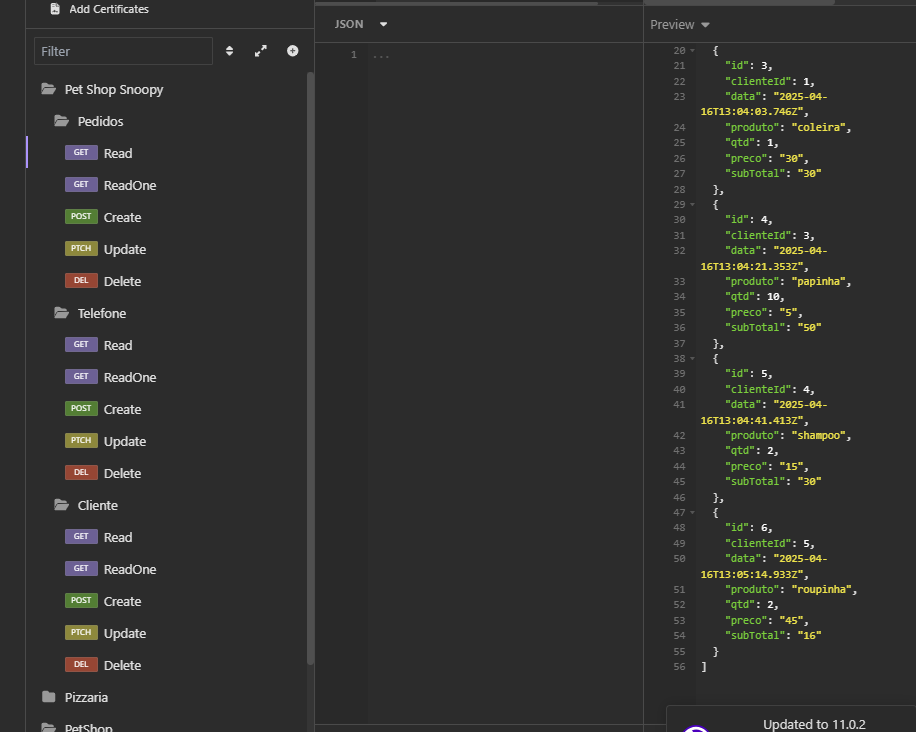 Add Certificates
Filter
Pet Shop Snoopy
Pedidos
GET Read
GET ReadOne
POST Create
PTCH Update
DEL Delete
Telefone
GET Read
GET ReadOne
POST Create
PTCH Update
DEL Delete
Cliente
GET Read
GET ReadOne
POST Create
PTCH Update
DEL Delete
Pizzaria
PetShop
JSON
1 ...
Preview
20 {
21 "id": 3,
22 "clienteId": 1,
23 "data": "2025-04-
16T13:04:03.746Z",
24 "produto": "coleira",
25 "qtd": 1,
26 "preco": "30",
27 "subTotal": "30"
28 },
29 {
30 "id": 4,
31 "clienteId": 3,
32 "data": "2025-04-
16T13:04:21.353Z",
33 "produto": "papinha",
34 "qtd": 10,
35 "preco": "5",
36 "subTotal": "50"
37 },
38 {
39 "id": 5,
40 "clienteId": 4,
41 "data": "2025-04-
16T13:04:41.413Z",
42 "produto": "shampoo",
43 "qtd": 2,
44 "preco": "15",
45 "subTotal": "30"
46 },
47 {
48 "id": 6,
49 "clienteId": 5,
50 "data": "2025-04-
16T13:05:14.933Z",
51 "produto": "roupinha",
52 "qtd": 2,
53 "preco": "45",
54 "subTotal": "16"
55 }
56 ]
Updated to 11.0.2